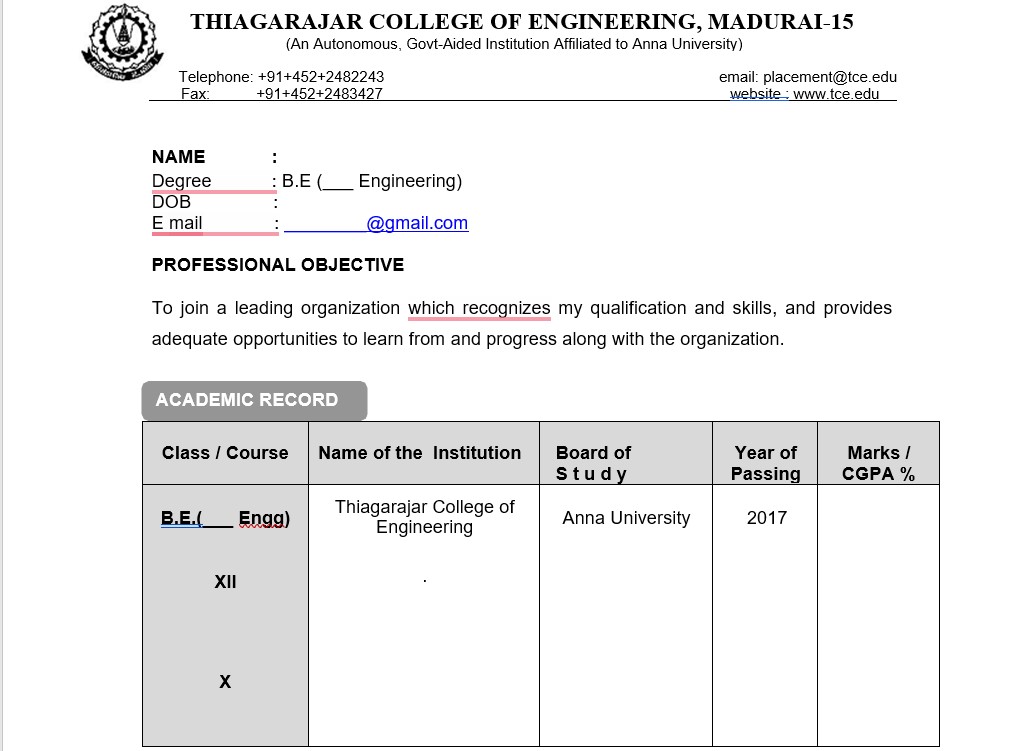 THIAGARAJAR COLLEGE OF ENGINEERING, MADURAI-15
(An Autonomous, Govt-Aided Institution Affiliated to Anna University)
Telephone: +91+452+2482243 email: placement@tce.edu
Fax: +91+452+2483427 website : www.tce.edu
NAME :
Degree : B.E (___ Engineering)
DOB :
E mail : ________@gmail.com
PROFESSIONAL OBJECTIVE
To join a leading organization which recognizes my qualification and skills, and provides
adequate opportunities to learn from and progress along with the organization.
ACADEMIC RECORD
Class / Course Name of the Institution Board of Study Year of Passing Marks / CGPA %
B.E.(___ Engg) Thiagarajar College of Engineering Anna University 2017
XII .
X